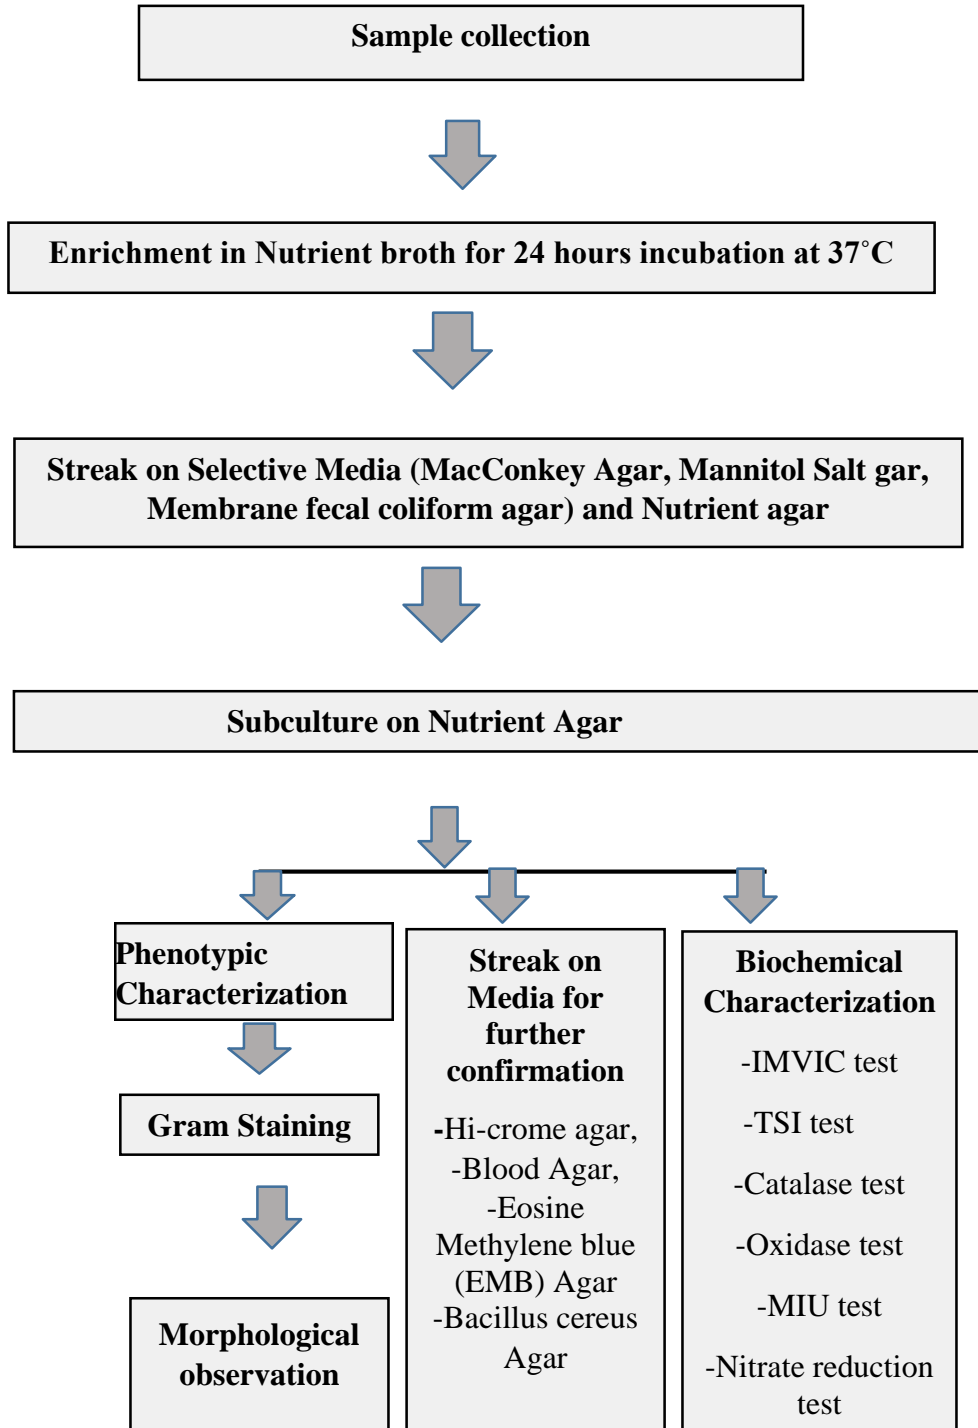 Sample collection
Enrichment in Nutrient broth for 24 hours incubation at 37˚C
Streak on Selective Media (MacConkey Agar, Mannitol Salt gar,
Membrane fecal coliform agar) and Nutrient agar
Subculture on Nutrient Agar
Phenotypic
Characterization
Gram Staining
Morphological
observation
Streak on
Media for
further
confirmation
-Hi-crome agar,
-Blood Agar,
-Eosine
Methylene blue
(EMB) Agar
-Bacillus cereus
Agar
Biochemical
Characterization
-IMVIC test
-TSI test
-Catalase test
-Oxidase test
-MIU test
-Nitrate reduction
test